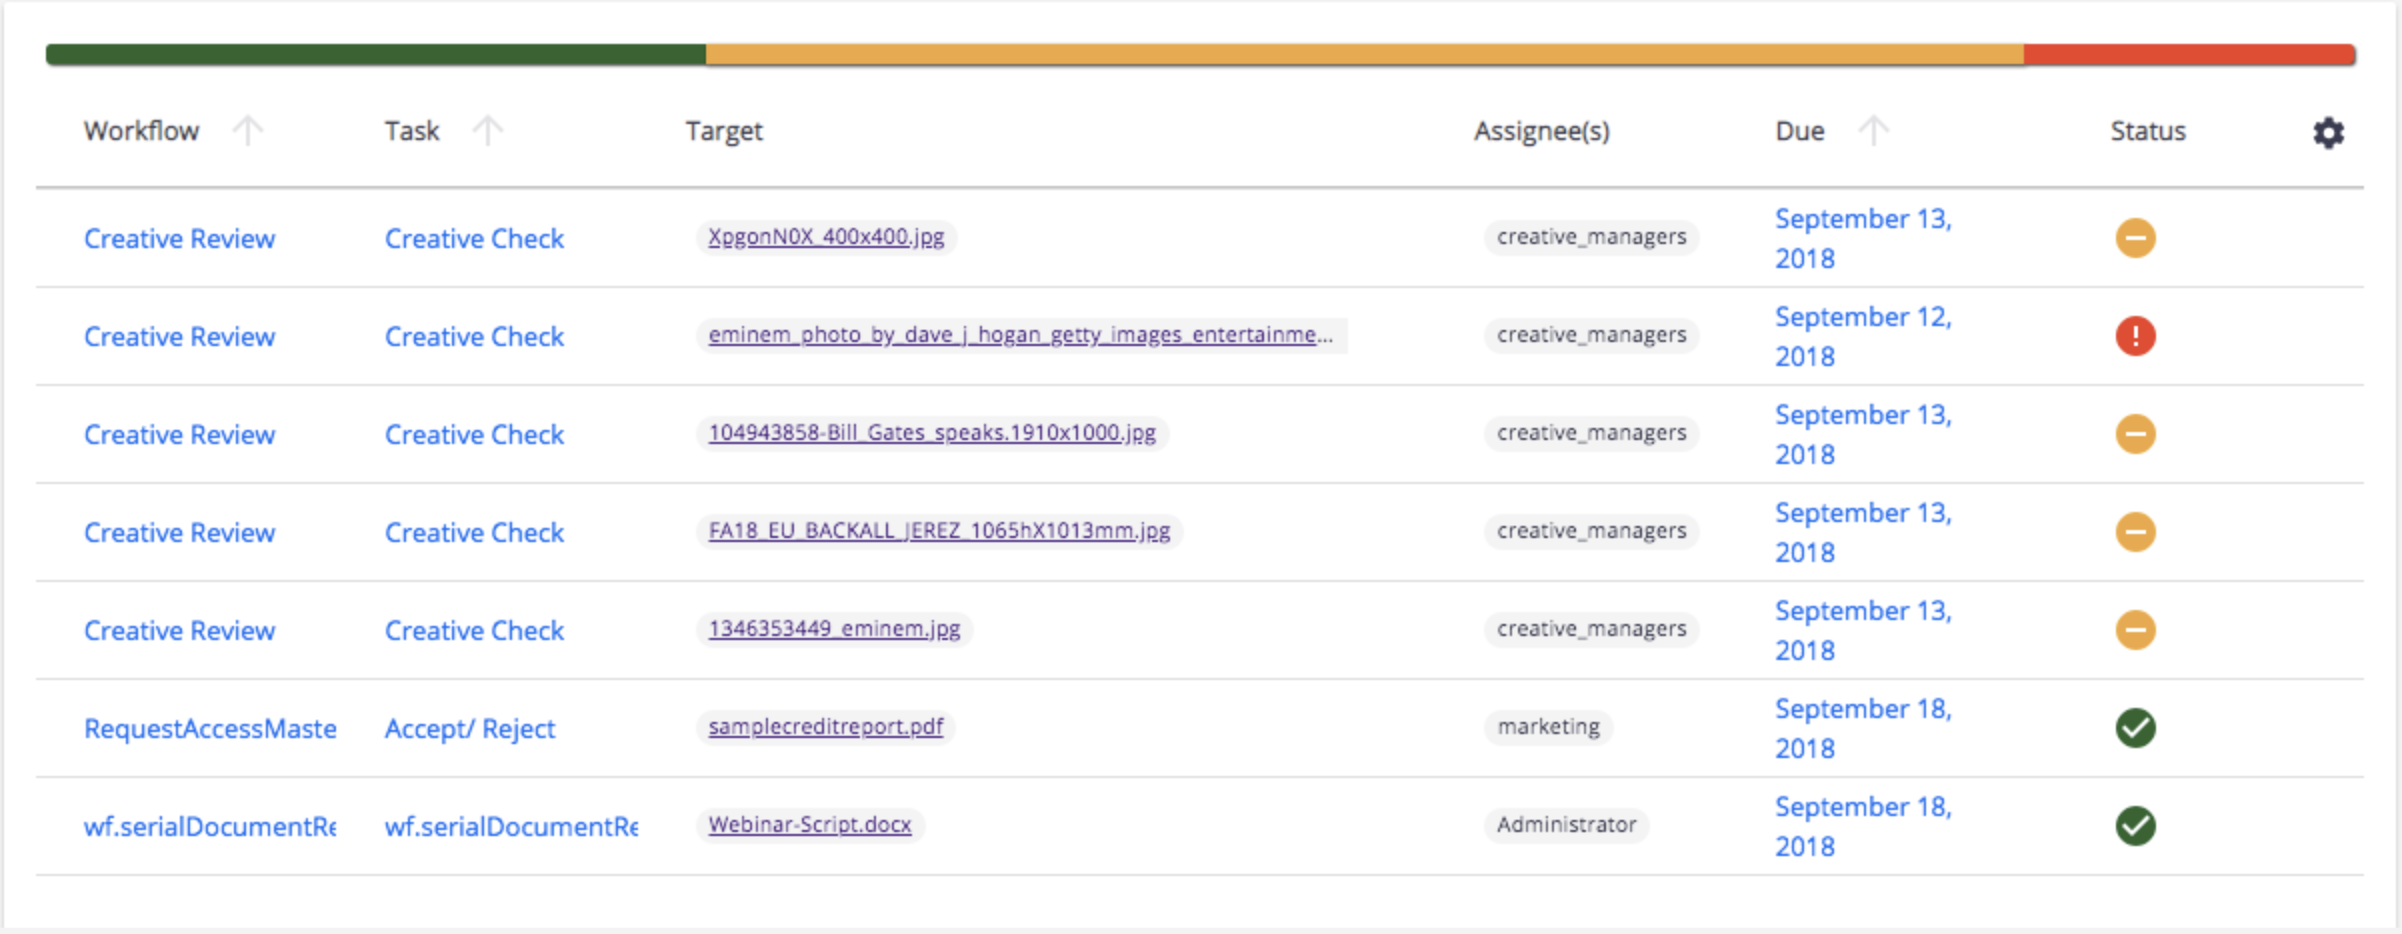 Workflow Task Target Assignee(s) Due Status
Creative Review Creative Check XpgonN0X_400x400.jpg creative_managers September 13,
2018
Creative Review Creative Check eminem_photo_by_dave_j_hogan_getty_images_entertainme... creative_managers September 12,
2018
Creative Review Creative Check 104943858-Bill_Gates_speaks.1910x1000.jpg creative_managers September 13,
2018
Creative Review Creative Check FA18_EU_BACKALL_JEREZ_1065hX1013mm.jpg creative_managers September 13,
2018
Creative Review Creative Check 1346353449_eminem.jpg creative_managers September 13,
2018
RequestAccessMaste Accept/ Reject samplecreditreport.pdf marketing September 18,
2018
wf.serialDocumentRe wf.serialDocumentRe Webinar-Script.docx Administrator September 18,
2018